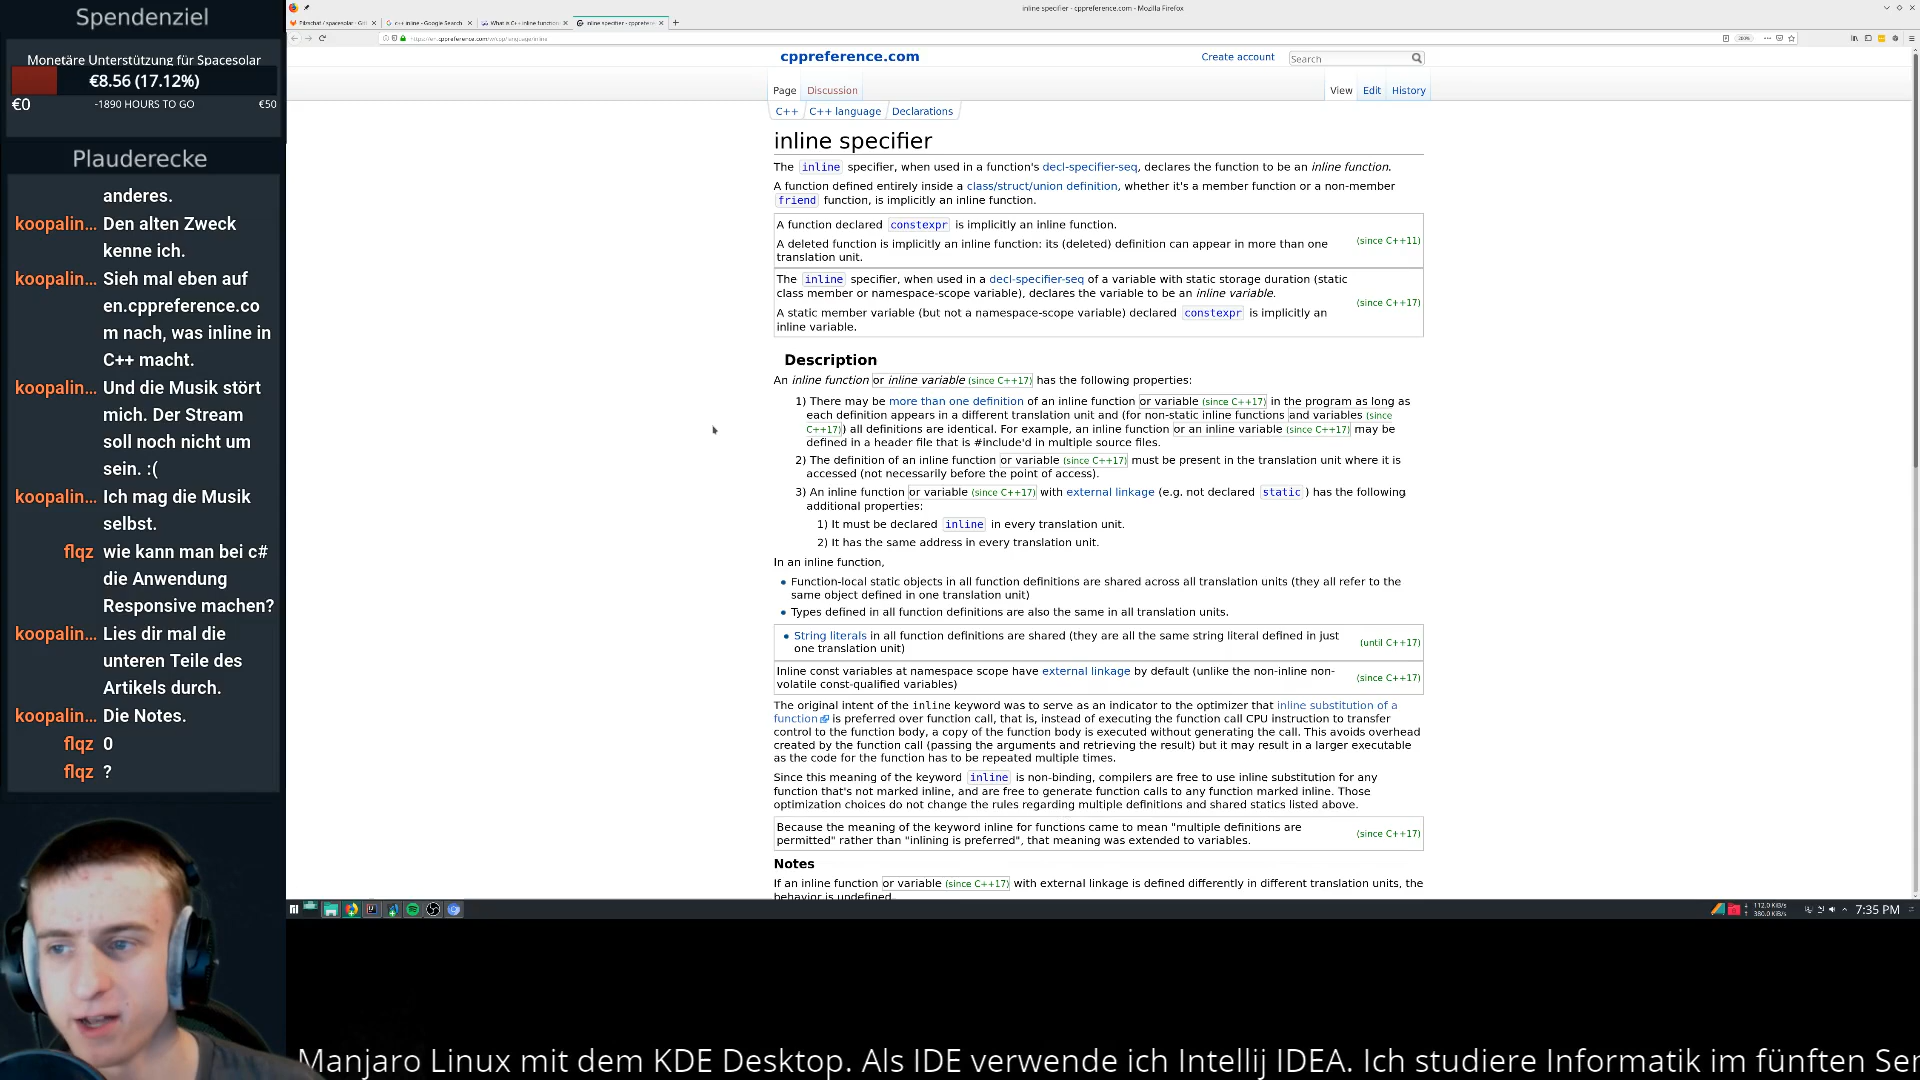 Spendenziel
Monetäre Unterstützung für Spacesolar
€8.56 (17.12%)
€0
-1890 HOURS TO GO
€50
Plauderecke
anderes.
koopalin... Den alten Zweck
kenne ich.
koopalin... Sieh mal eben auf
en.cppreference.co
m nach, was inline in
C++ macht.
koopalin... Und die Musik stört
mich. Der Stream
soll noch nicht um
sein. :(
koopalin... Ich mag die Musik
selbst.
flqz wie kann man bei c#
die Anwendung
Responsive machen?
koopalin... Lies dir mal die
unteren Teile des
Artikels durch.
koopalin... Die Notes.
flqz 0
flqz ?
inline specifier - cppreference.com - Mozilla Firefox
c++ inline - Google Search
What is C++ inline function
inline specifier - cpprefer
cppreference.com
Create account
Search
Page
Discussion
View
Edit
History
C++
C++ language
Declarations
inline specifier
The inline specifier, when used in a function's decl-specifier-seq, declares the function to be an inline function.
A function defined entirely inside a class/struct/union definition, whether it's a member function or a non-member
friend function, is implicitly an inline function.
A function declared constexpr is implicitly an inline function.
A deleted function is implicitly an inline function: its (deleted) definition can appear in more than one
translation unit.
(since C++11)
The inline specifier, when used in a decl-specifier-seq of a variable with static storage duration (static
class member or namespace-scope variable), declares the variable to be an inline variable.
A static member variable (but not a namespace-scope variable) declared constexpr is implicitly an
inline variable.
(since C++17)
Description
An inline function or inline variable (since C++17) has the following properties:
1) There may be more than one definition of an inline function or variable (since C++17) in the program as long as
each definition appears in a different translation unit and (for non-static inline functions and variables (since
C++17)) all definitions are identical. For example, an inline function or an inline variable (since C++17) may be
defined in a header file that is #include'd in multiple source files.
2) The definition of an inline function or variable (since C++17) must be present in the translation unit where it is
accessed (not necessarily before the point of access).
3) An inline function or variable (since C++17) with external linkage (e.g. not declared static ) has the following
additional properties:
1) It must be declared inline in every translation unit.
2) It has the same address in every translation unit.
In an inline function,
• Function-local static objects in all function definitions are shared across all translation units (they all refer to the
same object defined in one translation unit)
• Types defined in all function definitions are also the same in all translation units.
• String literals in all function definitions are shared (they are all the same string literal defined in just
one translation unit)
(until C++17)
Inline const variables at namespace scope have external linkage by default (unlike the non-inline non-
volatile const-qualified variables)
(since C++17)
The original intent of the inline keyword was to serve as an indicator to the optimizer that inline substitution of a
function is preferred over function call, that is, instead of executing the function call CPU instruction to transfer
control to the function body, a copy of the function body is executed without generating the call. This avoids overhead
created by the function call (passing the arguments and retrieving the result) but it may result in a larger executable
as the code for the function has to be repeated multiple times.
Since this meaning of the keyword inline is non-binding, compilers are free to use inline substitution for any
function that's not marked inline, and are free to generate function calls to any function marked inline. Those
optimization choices do not change the rules regarding multiple definitions and shared statics listed above.
Because the meaning of the keyword inline for functions came to mean "multiple definitions are
permitted" rather than "inlining is preferred", that meaning was extended to variables.
(since C++17)
Notes
If an inline function or variable (since C++17) with external linkage is defined differently in different translation units, the
behavior is undefined.
112.0 KiB/s
380.0 KiB/s
7:35 PM
Manjaro Linux mit dem KDE Desktop. Als IDE verwende ich Intellij IDEA. Ich studiere Informatik im fünften Ser